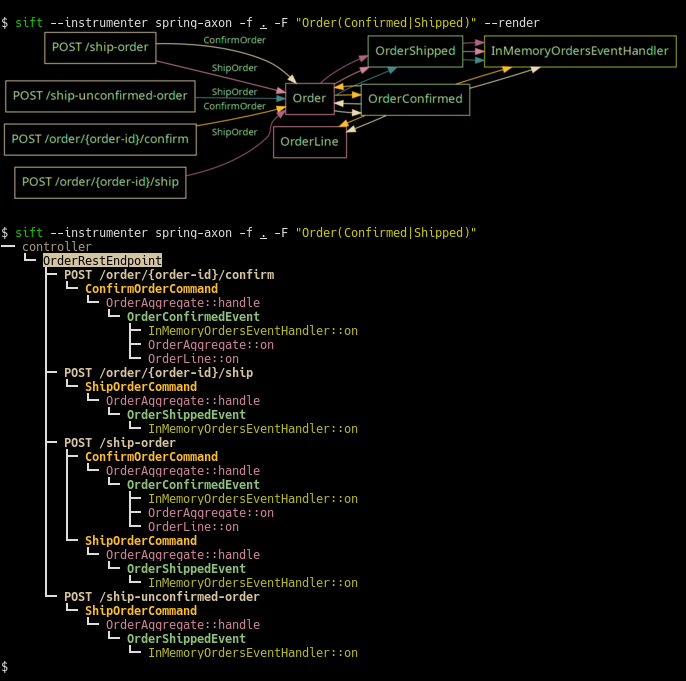 $ sift --instrumenter spring-axon -f . -F "Order(Confirmed|Shipped)" --render
POST /ship-order
ConfirmOrder
OrderShipped
InMemoryOrdersEventHandler
ShipOrder
POST /ship-unconfirmed-order
ShipOrder
Order
OrderConfirmed
ConfirmOrder
POST /order/{order-id}/confirm
ShipOrder
OrderLine
POST /order/{order-id}/ship
$ sift --instrumenter spring-axon -f . -F "Order(Confirmed|Shipped)"
controller
OrderRestEndpoint
POST /order/{order-id}/confirm
ConfirmOrderCommand
OrderAggregate::handle
OrderConfirmedEvent
InMemoryOrdersEventHandler::on
OrderAggregate::on
OrderLine::on
POST /order/{order-id}/ship
ShipOrderCommand
OrderAggregate::handle
OrderShippedEvent
InMemoryOrdersEventHandler::on
POST /ship-order
ConfirmOrderCommand
OrderAggregate::handle
OrderConfirmedEvent
InMemoryOrdersEventHandler::on
OrderAggregate::on
OrderLine::on
ShipOrderCommand
OrderAggregate::handle
OrderShippedEvent
InMemoryOrdersEventHandler::on
POST /ship-unconfirmed-order
ShipOrderCommand
OrderAggregate::handle
OrderShippedEvent
InMemoryOrdersEventHandler::on
$